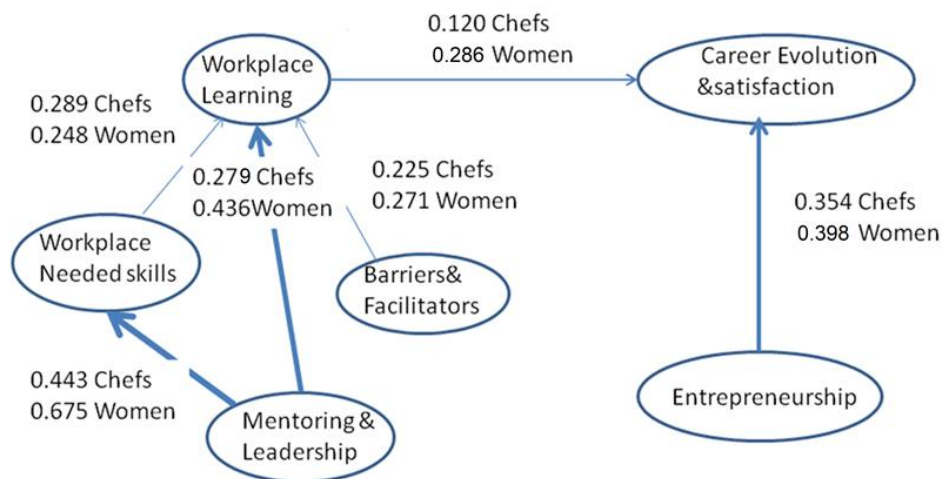 0.120 Chefs
0.286 Women
Workplace
Learning
Career Evolution
&satisfaction
0.289 Chefs
0.248 Women
0.279 Chefs
0.436Women
0.225 Chefs
0.271 Women
0.354 Chefs
0.398 Women
Workplace
Needed skills
Barriers&
Facilitators
0.443 Chefs
0.675 Women
Mentoring &
Leadership
Entrepreneurship